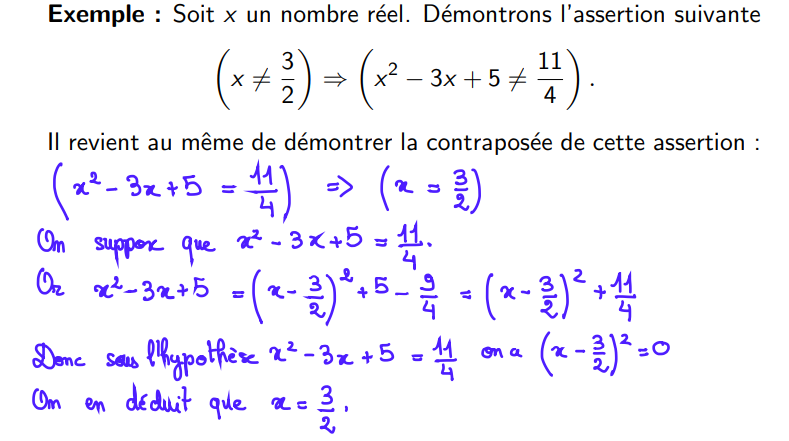 Exemple : Soit x un nombre réel. Démontrons l'assertion suivante
(x ≠ 3/2) ⇒ (x² − 3x + 5 ≠ 11/4).
Il revient au même de démontrer la contraposée de cette assertion :
(x² − 3x + 5 = 11/4) => (x = 3/2)
On suppose que x² − 3x + 5 = 11/4.
Or x² − 3x + 5 = (x − 3/2)² + 5 − 9/4 = (x − 3/2)² + 11/4
Donc sous l'hypothèse x² − 3x + 5 = 11/4 on a (x − 3/2)² = 0
On en déduit que x = 3/2.